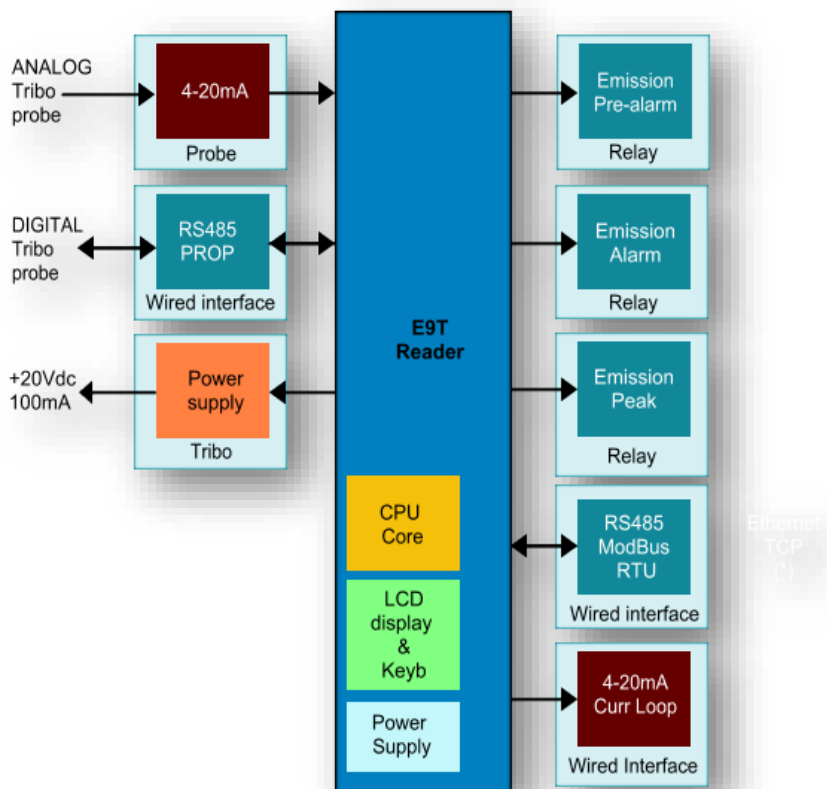 ANALOG
Tribo
probe
4-20mA
Probe
DIGITAL
Tribo
probe
RS485
PROP
Wired interface
+20Vdc
100mA
Power
supply
Tribo
E9T
Reader
CPU
Core
LCD
display
&
Keyb
Power
Supply
Emission
Pre-alarm
Relay
Emission
Alarm
Relay
Emission
Peak
Relay
RS485
ModBus
RTU
Wired interface
Ethernet
TCP
(*)
4-20mA
Curr Loop
Wired Interface